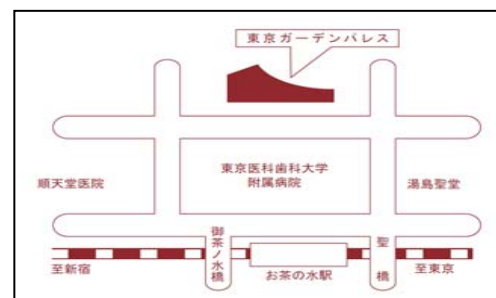 東京ガーデンパレス
東京医科歯科大学
附属病院
順天堂医院
湯島聖堂
御茶ノ水橋
聖橋
至新宿
お茶の水駅
至東京